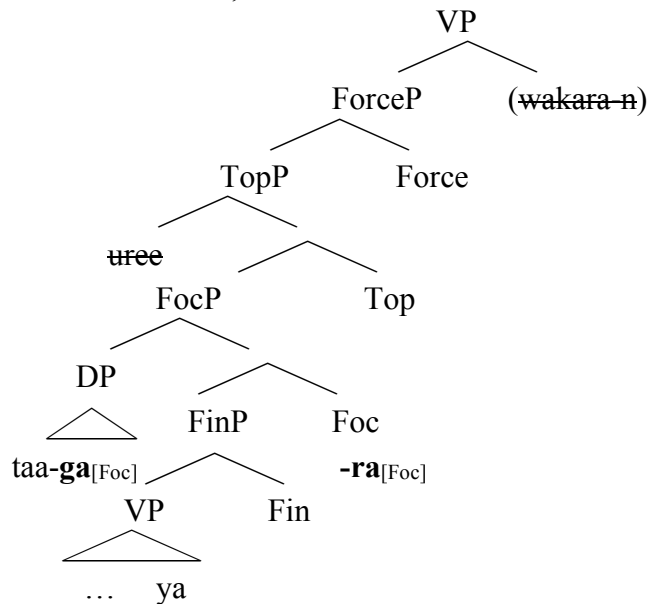 VP
ForceP (wakara-n)
TopP Force
uree
FocP Top
DP
FinP Foc
taa-ga[Foc] -ra[Foc]
VP Fin
… ya